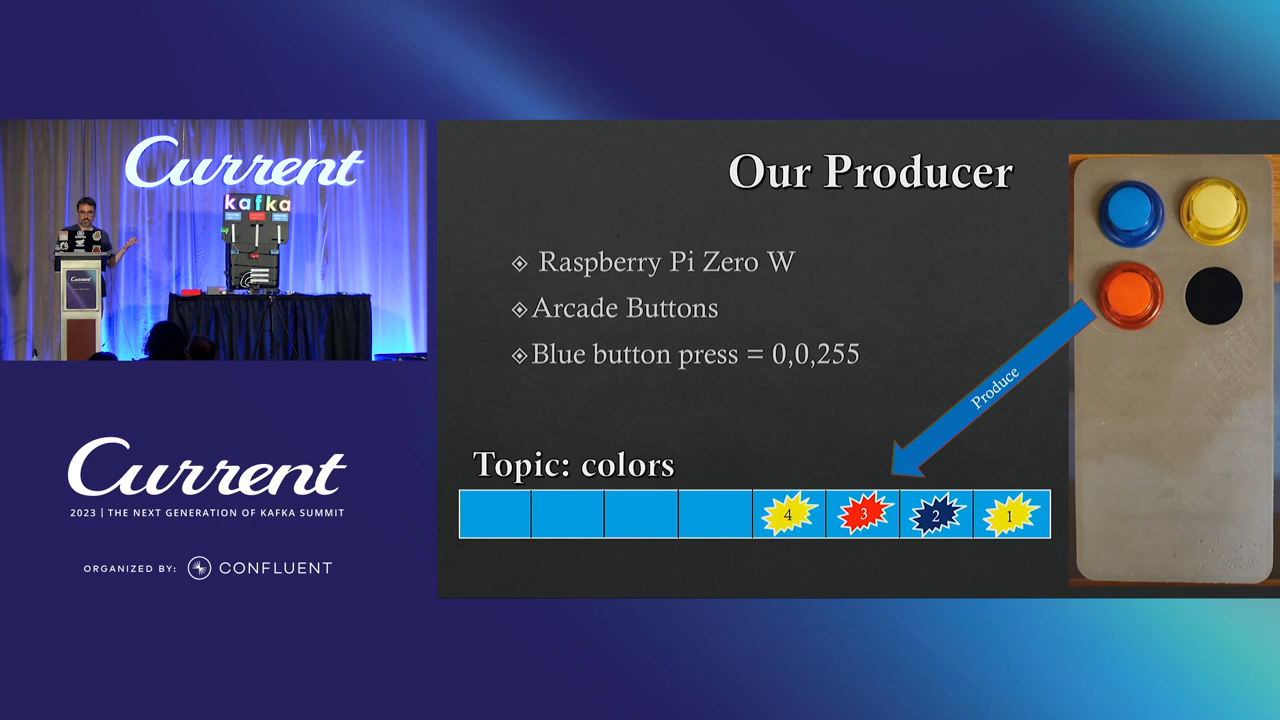 Current
kafka
Current
2023 | THE NEXT GENERATION OF KAFKA SUMMIT
ORGANIZED BY: CONFLUENT
Our Producer
Raspberry Pi Zero W
Arcade Buttons
Blue button press = 0,0,255
Produce
Topic: colors
4 3 2 1